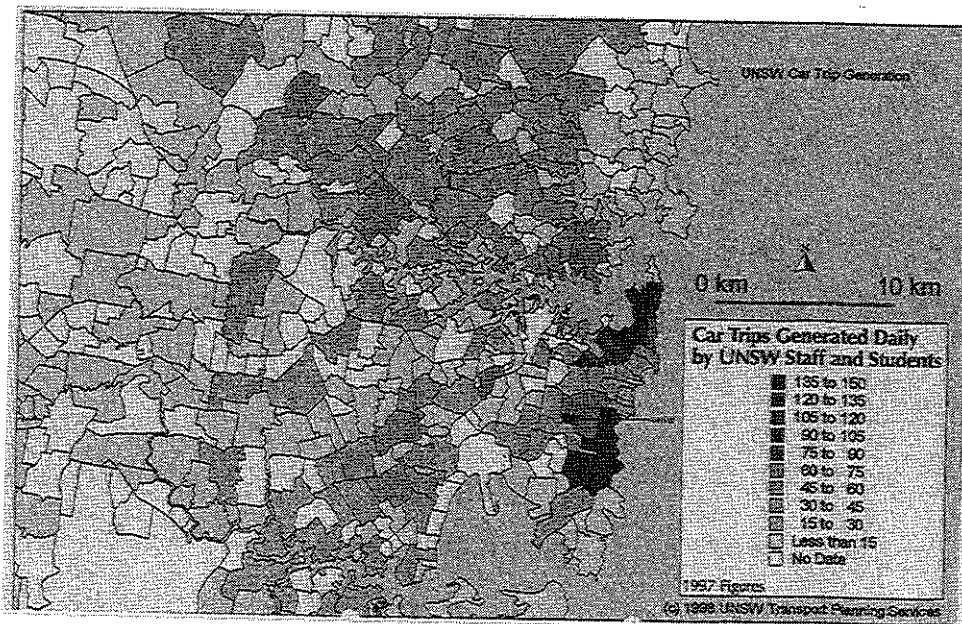 UNSW Car Trip Generation
0 km 10 km
Car Trips Generated Daily
by UNSW Staff and Students
135 to 150
120 to 135
105 to 120
90 to 105
75 to 90
60 to 75
45 to 60
30 to 45
15 to 30
Less than 15
No Data
1997 Figures
(c) 1998 UNSW Transport Planning Services